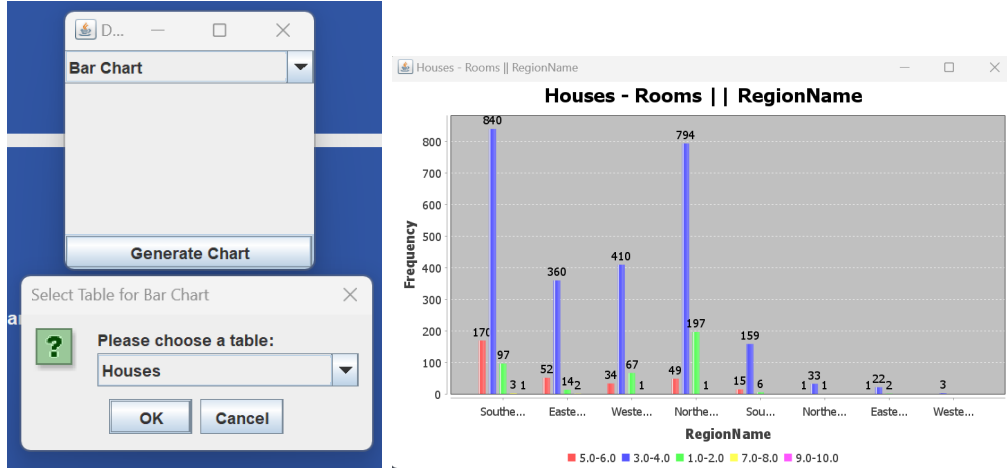 D...
Bar Chart
Generate Chart
Select Table for Bar Chart
?
Please choose a table:
Houses
OK
Cancel
Houses - Rooms || RegionName
Houses - Rooms || RegionName
Frequency
800
700
600
500
400
300
200
100
0
170 840 97 3 1
52 360 14 2
34 410 67 1
49 794 197 1
15 159 6
1 33 1
1 22 2
3
Southe... Easte... Weste... Northe... Sou... Northe... Easte... Weste...
RegionName
5.0-6.0 3.0-4.0 1.0-2.0 7.0-8.0 9.0-10.0